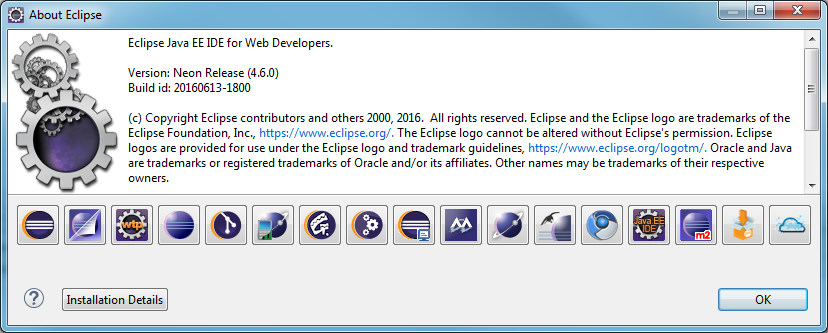 About Eclipse
Eclipse Java EE IDE for Web Developers.
Version: Neon Release (4.6.0)
Build id: 20160613-1800
(c) Copyright Eclipse contributors and others 2000, 2016.  All rights reserved. Eclipse and the Eclipse logo are trademarks of the
Eclipse Foundation, Inc., https://www.eclipse.org/. The Eclipse logo cannot be altered without Eclipse's permission. Eclipse
logos are provided for use under the Eclipse logo and trademark guidelines, https://www.eclipse.org/logotm/. Oracle and Java
are trademarks or registered trademarks of Oracle and/or its affiliates. Other names may be trademarks of their respective
owners.
wtp
Java EE
IDE
m2
?
Installation Details
OK